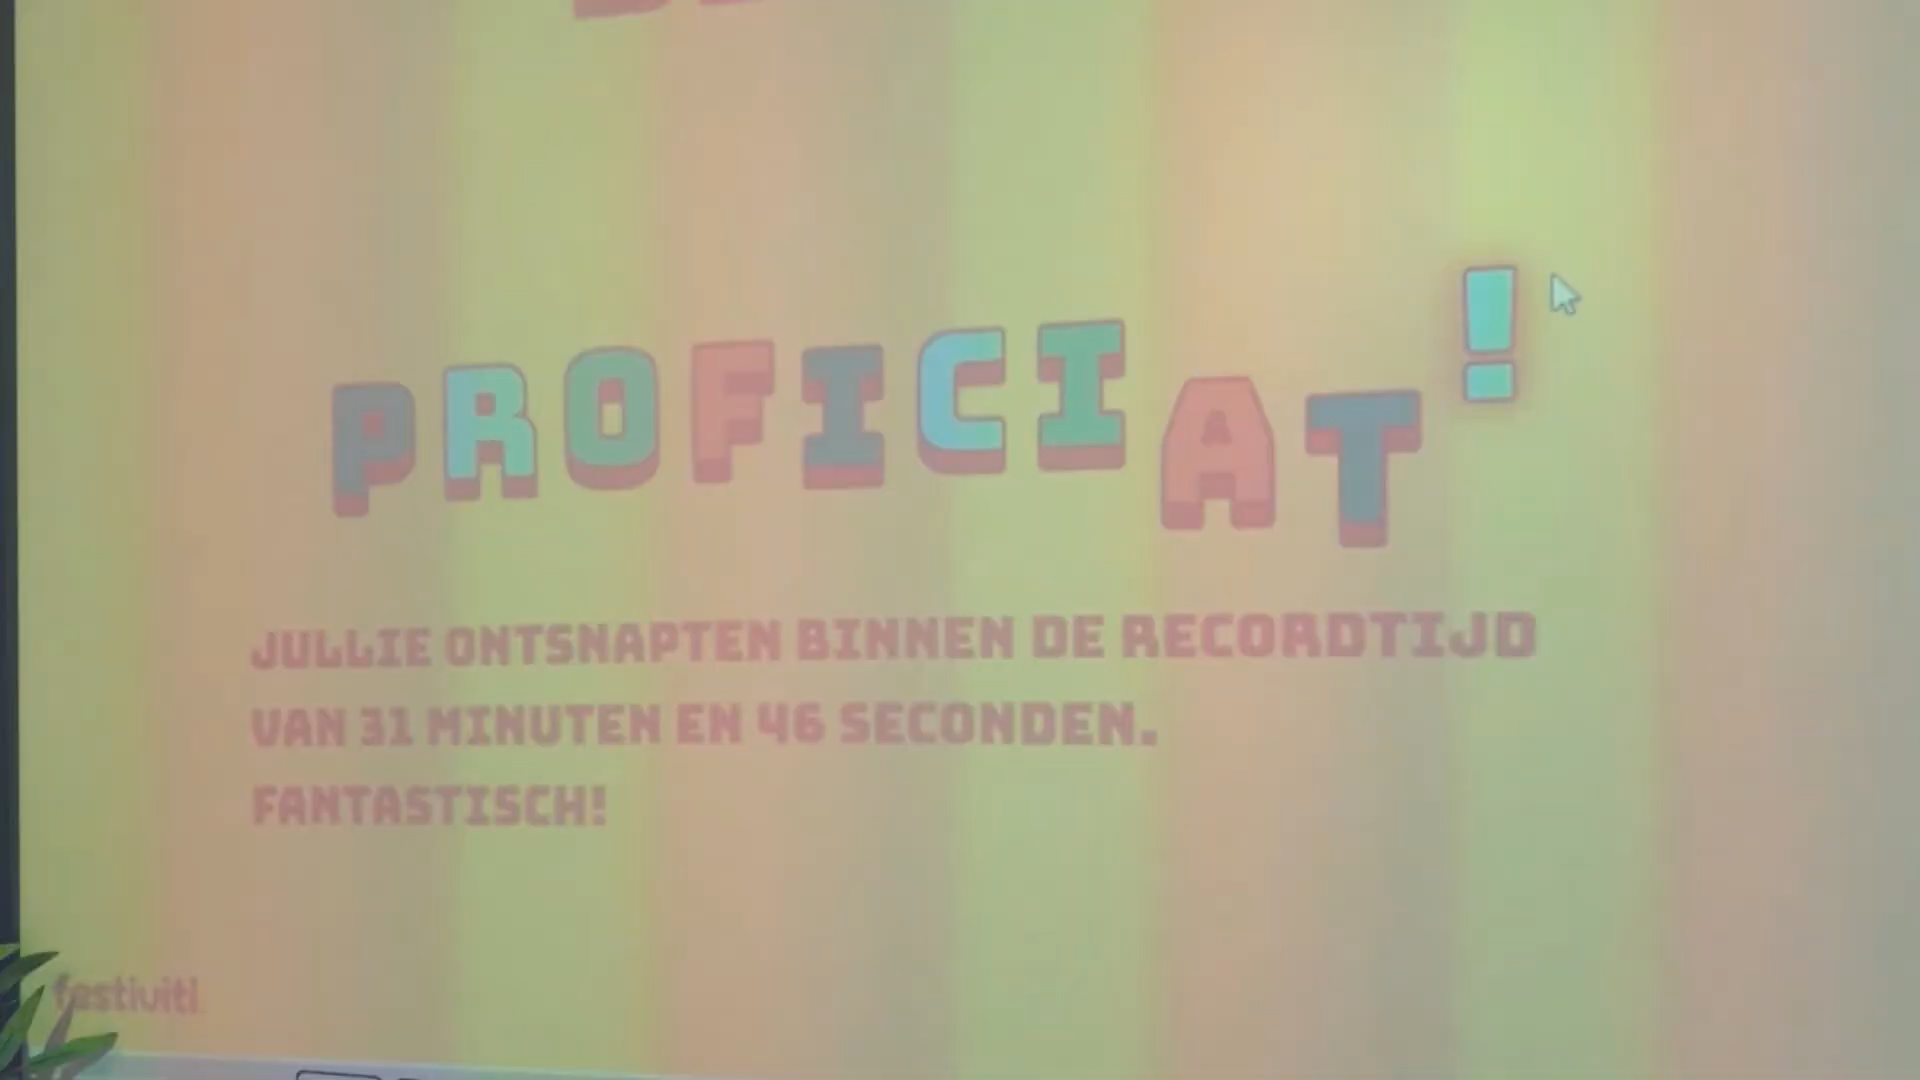 PROFICIAT!
JULLIE ONTSNAPTEN BINNEN DE RECORDTIJD
VAN 31 MINUTEN EN 46 SECONDEN.
FANTASTISCH!
festiviti